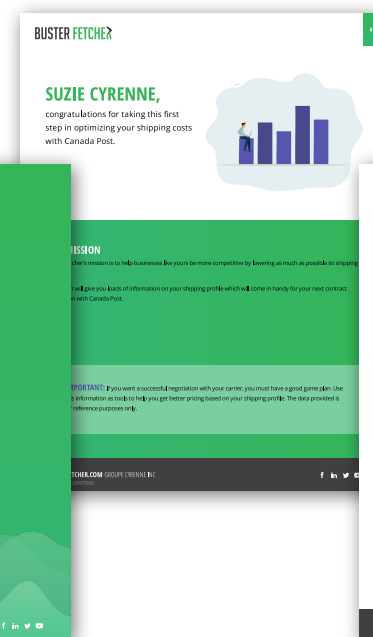 BUSTER FETCHER
4
SUZIE CYRENNE,
congratulations for taking this first
step in optimizing your shipping costs
with Canada Post.
ISSION
cher's mission is to help businesses like yours be more competitive by lowering as much as possible its shipping
t will give you loads of information on your shipping profile which will come in handy for your next contract
n with Canada Post.
MPORTANT: If you want a successful negotiation with your carrier, you must have a good game plan. Use
s information as tools to help you get better pricing based on your shipping profile. The data provided is
r reference purposes only.
TCHER.COM GROUPE CYRENNE INC